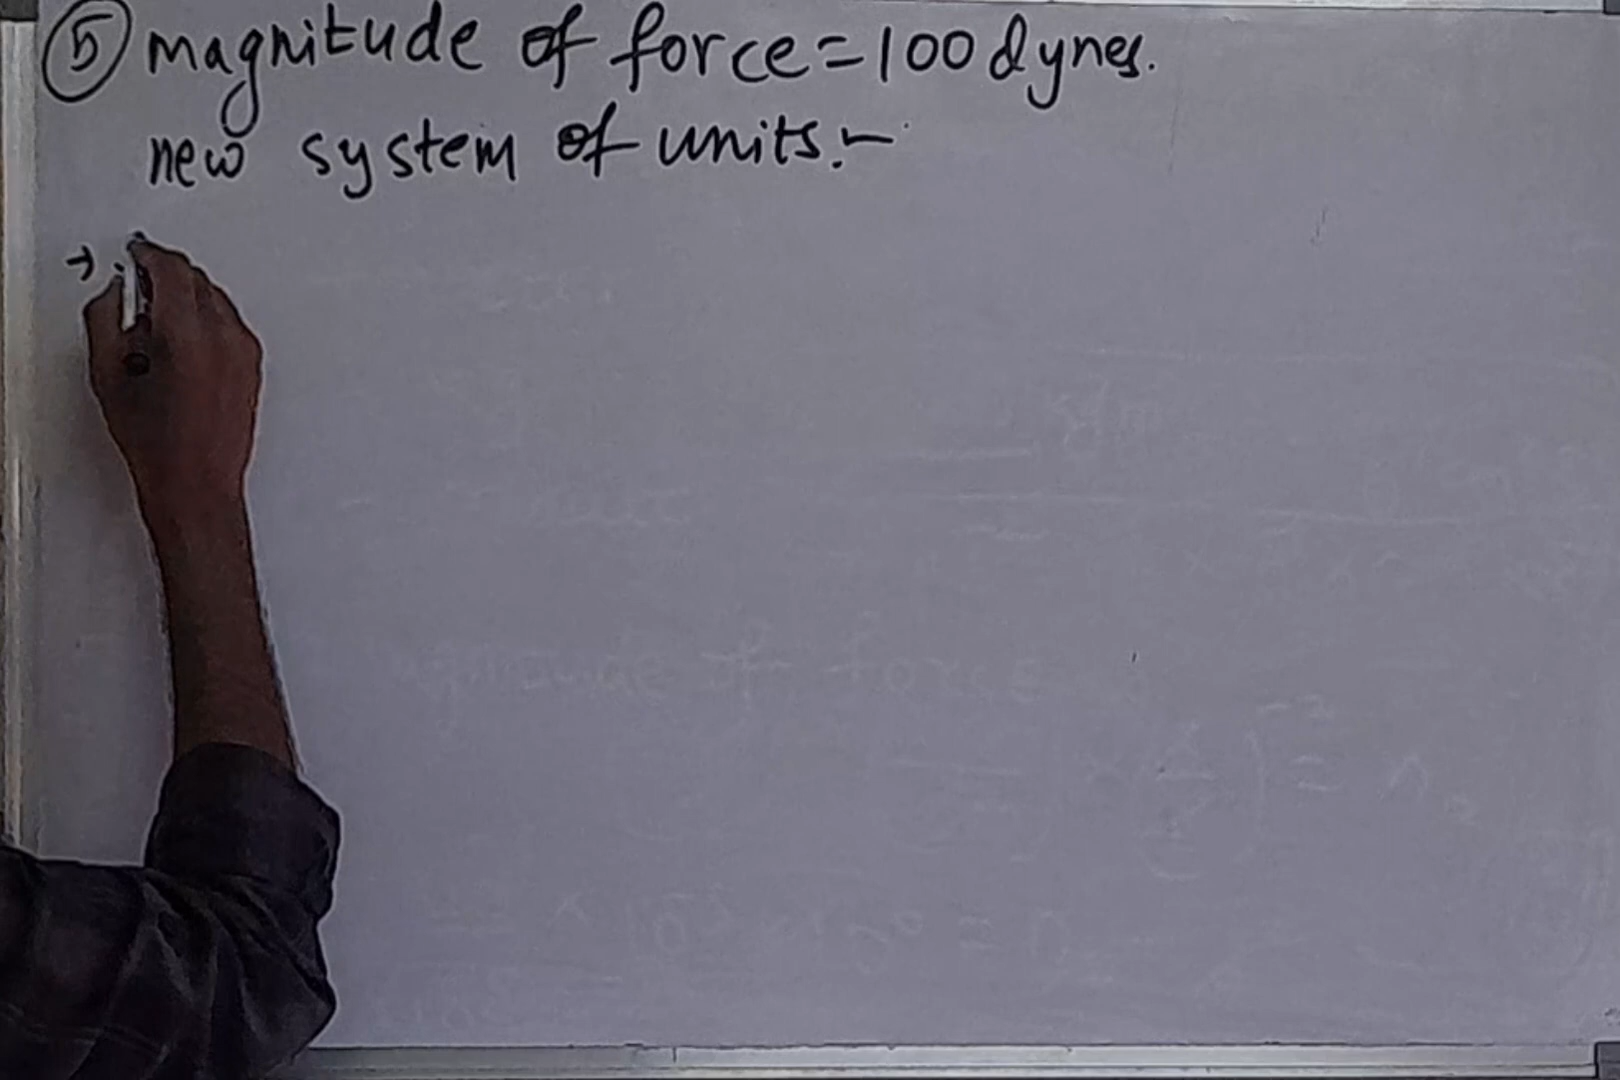 ⑤ magnitude of force = 100 dynes.
new system of units:-
→